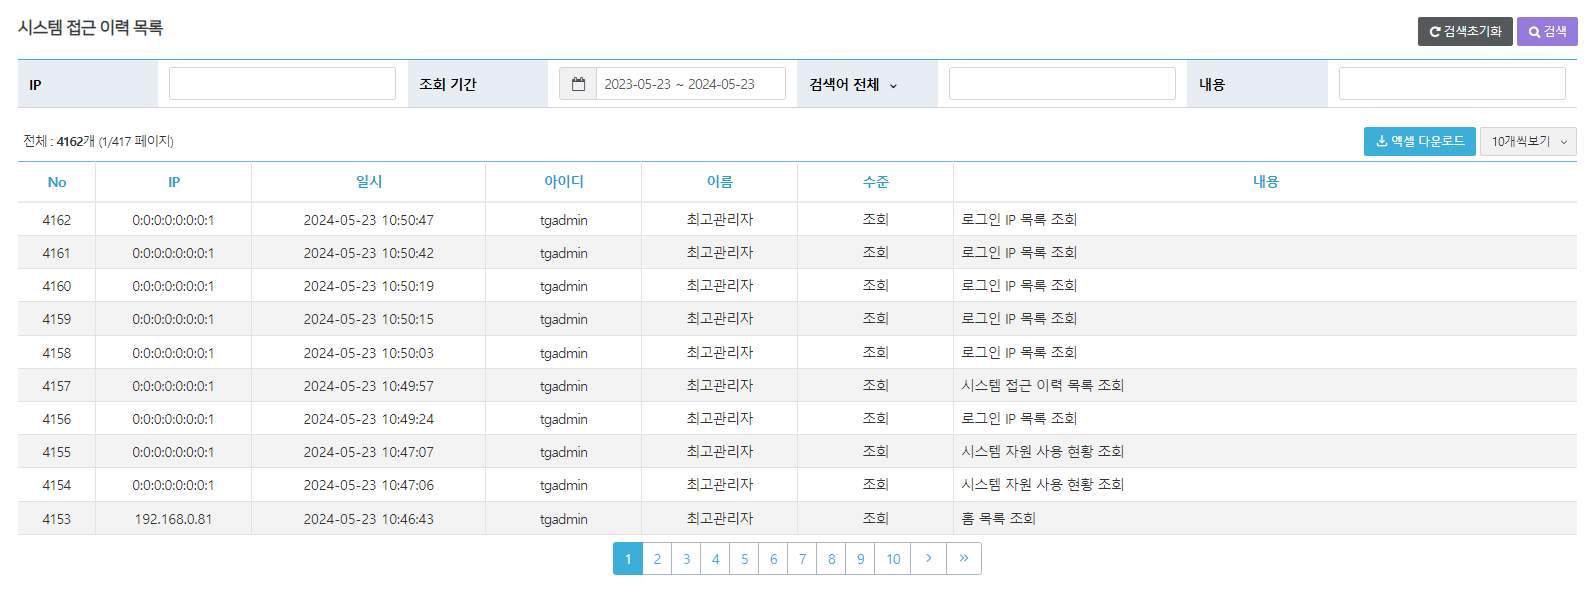 시스템 접근 이력 목록
검색초기화 검색
IP 조회 기간 2023-05-23 ~ 2024-05-23 검색어 전체 내용
전체 : 4162개 (1/417 페이지)
엑셀 다운로드 10개씩보기
No IP 일시 아이디 이름 수준 내용
4162 0:0:0:0:0:0:0:1 2024-05-23 10:50:47 tgadmin 최고관리자 조회 로그인 IP 목록 조회
4161 0:0:0:0:0:0:0:1 2024-05-23 10:50:42 tgadmin 최고관리자 조회 로그인 IP 목록 조회
4160 0:0:0:0:0:0:0:1 2024-05-23 10:50:19 tgadmin 최고관리자 조회 로그인 IP 목록 조회
4159 0:0:0:0:0:0:0:1 2024-05-23 10:50:15 tgadmin 최고관리자 조회 로그인 IP 목록 조회
4158 0:0:0:0:0:0:0:1 2024-05-23 10:50:03 tgadmin 최고관리자 조회 로그인 IP 목록 조회
4157 0:0:0:0:0:0:0:1 2024-05-23 10:49:57 tgadmin 최고관리자 조회 시스템 접근 이력 목록 조회
4156 0:0:0:0:0:0:0:1 2024-05-23 10:49:24 tgadmin 최고관리자 조회 로그인 IP 목록 조회
4155 0:0:0:0:0:0:0:1 2024-05-23 10:47:07 tgadmin 최고관리자 조회 시스템 자원 사용 현황 조회
4154 0:0:0:0:0:0:0:1 2024-05-23 10:47:06 tgadmin 최고관리자 조회 시스템 자원 사용 현황 조회
4153 192.168.0.81 2024-05-23 10:46:43 tgadmin 최고관리자 조회 홈 목록 조회
1 2 3 4 5 6 7 8 9 10 › »